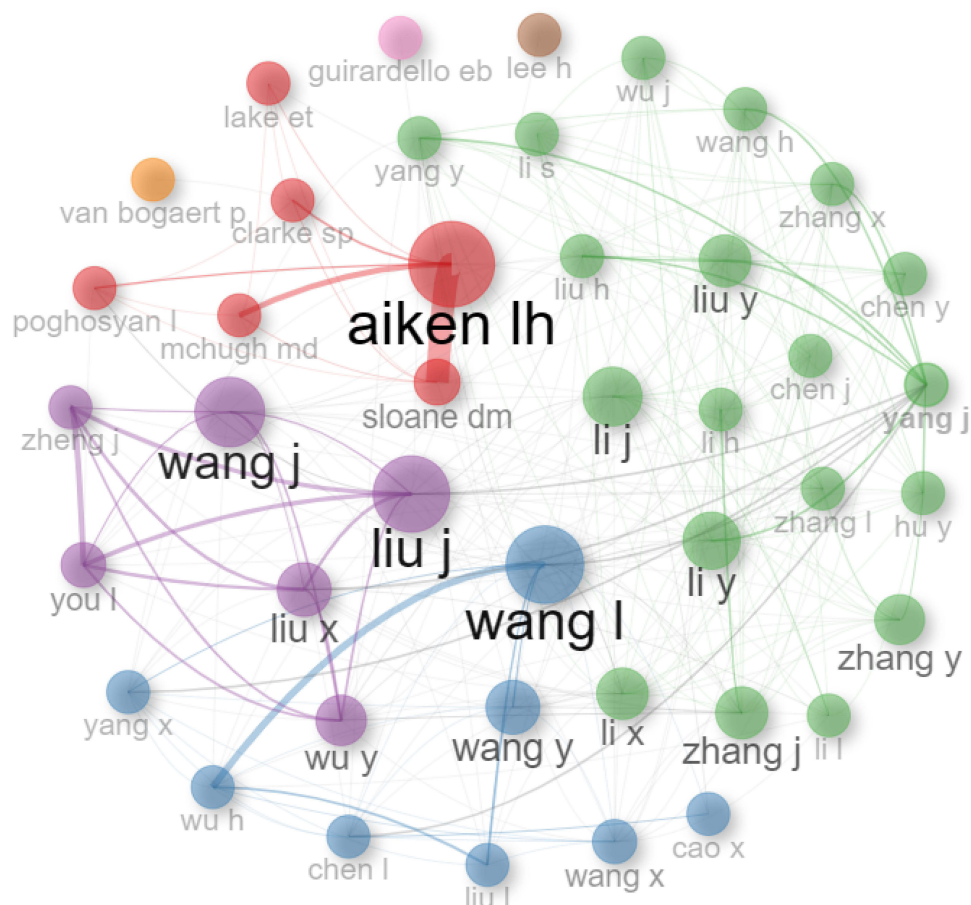 guirardello eb
lee h
wu j
lake et
wang h
yang y
li s
van bogaert p
clarke sp
zhang x
liu h
liu y
chen y
poghosyan l
mchugh md
aiken lh
chen j
sloane dm
yang j
zheng j
wang j
li j
li h
zhang l
hu y
liu j
li y
you l
liu x
wang l
zhang y
yang x
wu y
wang y
li x
zhang j
li l
wu h
chen l
liu l
wang x
cao x